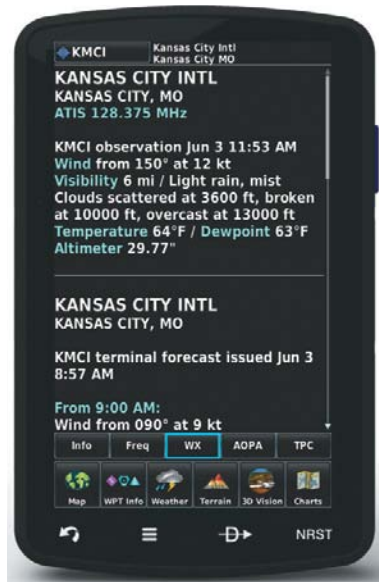 KMCI
Kansas City Intl
Kansas City MO
KANSAS CITY INTL
KANSAS CITY, MO
ATIS 128.375 MHz
KMCI observation Jun 3 11:53 AM
Wind from 150° at 12 kt
Visibility 6 mi / Light rain, mist
Clouds scattered at 3600 ft, broken
at 10000 ft, overcast at 13000 ft
Temperature 64°F / Dewpoint 63°F
Altimeter 29.77"
KANSAS CITY INTL
KANSAS CITY, MO
KMCI terminal forecast issued Jun 3
8:57 AM
From 9:00 AM:
Wind from 090° at 9 kt
Info Freq WX AOPA TPC
Map WPT Info Weather Terrain 3D Vision Charts
D
NRST